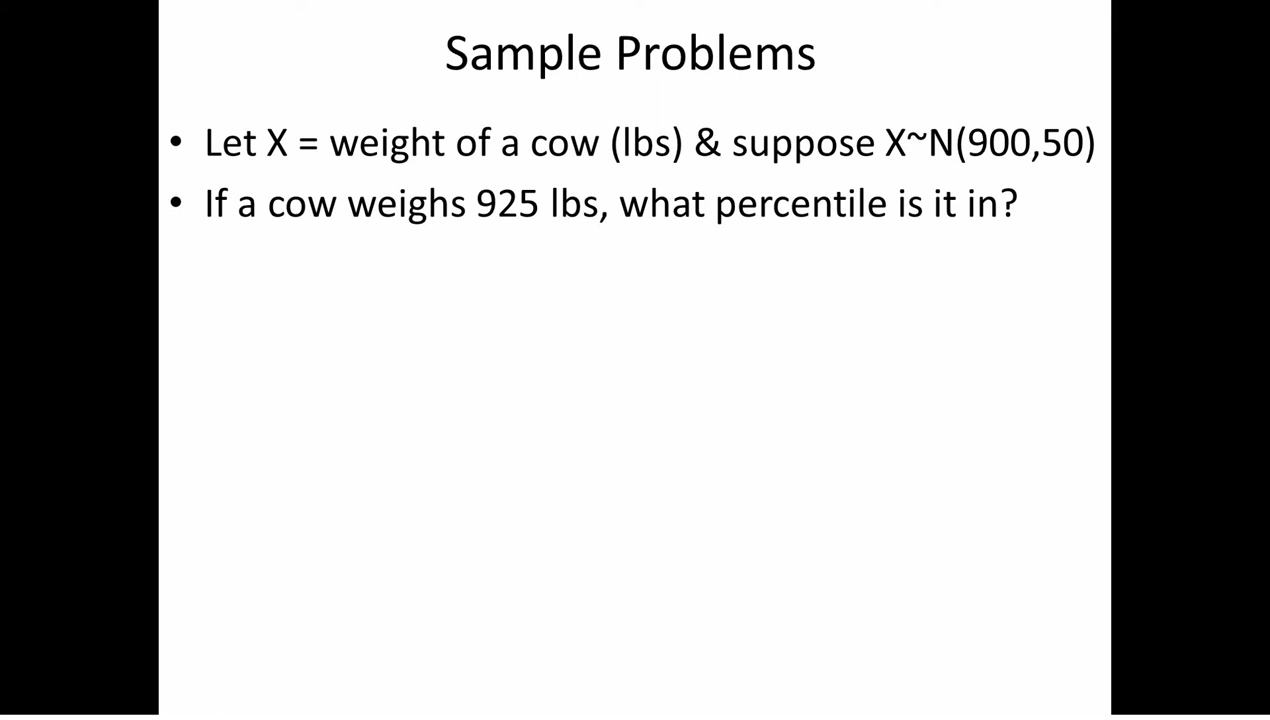 Sample Problems
• Let X = weight of a cow (lbs) & suppose X~N(900,50)
• If a cow weighs 925 lbs, what percentile is it in?